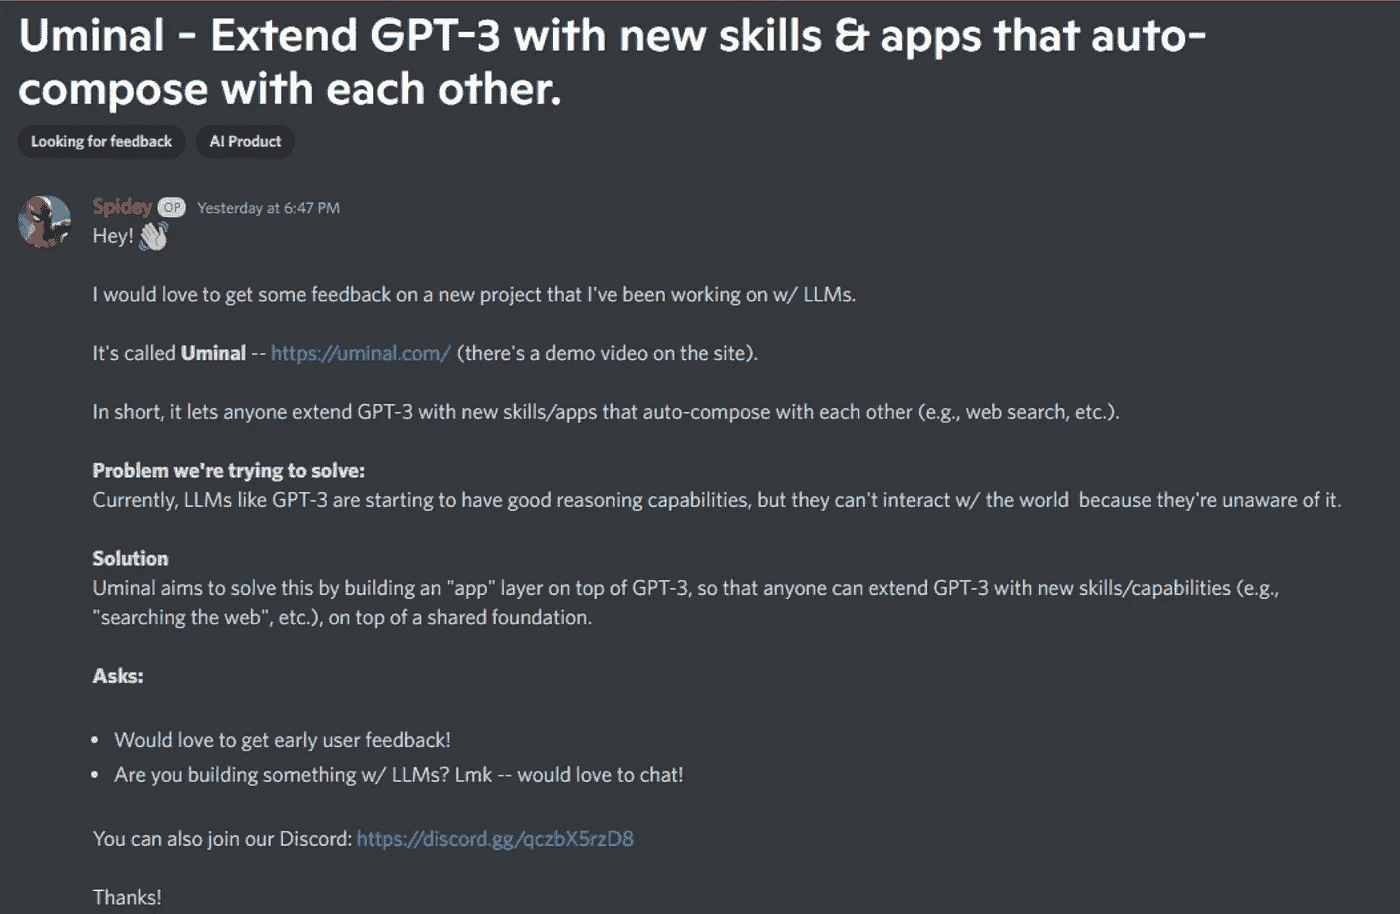 Uminal - Extend GPT-3 with new skills & apps that auto-
compose with each other.
Looking for feedback AI Product
Spidey OP Yesterday at 6:47 PM
Hey! 👋
I would love to get some feedback on a new project that I've been working on w/ LLMs.
It's called Uminal -- https://uminal.com/ (there's a demo video on the site).
In short, it lets anyone extend GPT-3 with new skills/apps that auto-compose with each other (e.g., web search, etc.).
Problem we're trying to solve:
Currently, LLMs like GPT-3 are starting to have good reasoning capabilities, but they can't interact w/ the world because they're unaware of it.
Solution
Uminal aims to solve this by building an "app" layer on top of GPT-3, so that anyone can extend GPT-3 with new skills/capabilities (e.g.,
"searching the web", etc.), on top of a shared foundation.
Asks:
• Would love to get early user feedback!
• Are you building something w/ LLMs? Lmk -- would love to chat!
You can also join our Discord: https://discord.gg/qczbX5rzD8
Thanks!